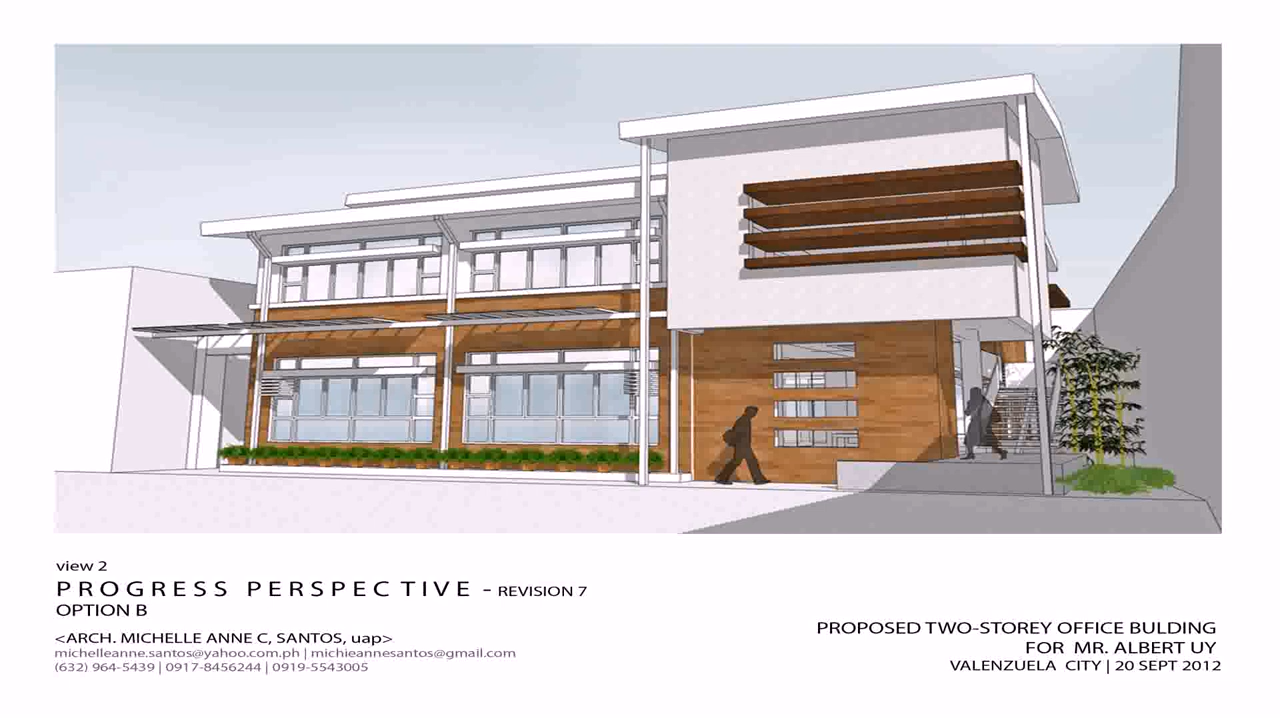 view 2
PROGRESS PERSPECTIVE - REVISION 7
OPTION B
<ARCH. MICHELLE ANNE C, SANTOS, uap>
michelleanne.santos@yahoo.com.ph | michieannesantos@gmail.com
(632) 964-5439 | 0917-8456244 | 0919-5543005
PROPOSED TWO-STOREY OFFICE BULDING
FOR MR. ALBERT UY
VALENZUELA CITY | 20 SEPT 2012